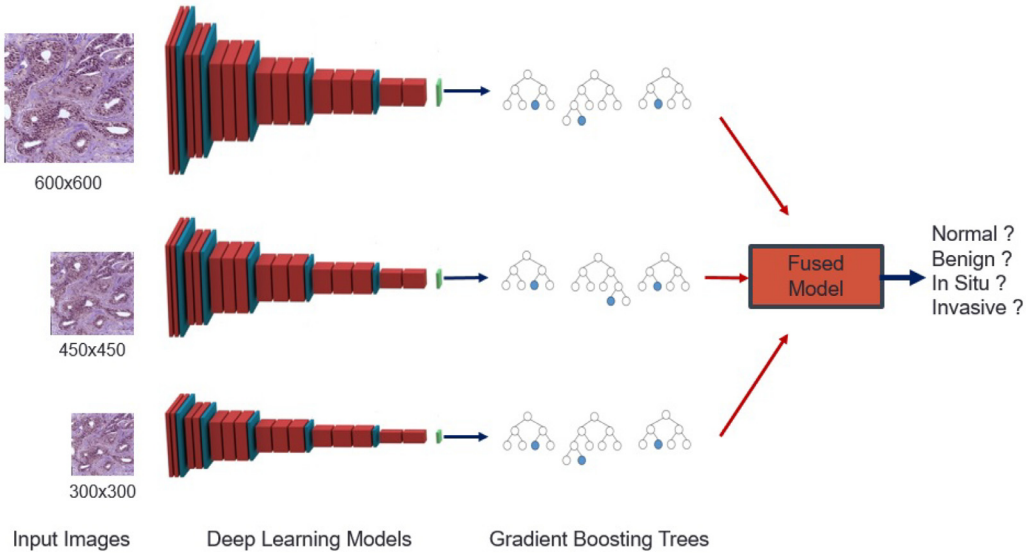 600x600
450x450
300x300
Fused
Model
Normal ?
Benign ?
In Situ ?
Invasive ?
Input Images
Deep Learning Models
Gradient Boosting Trees